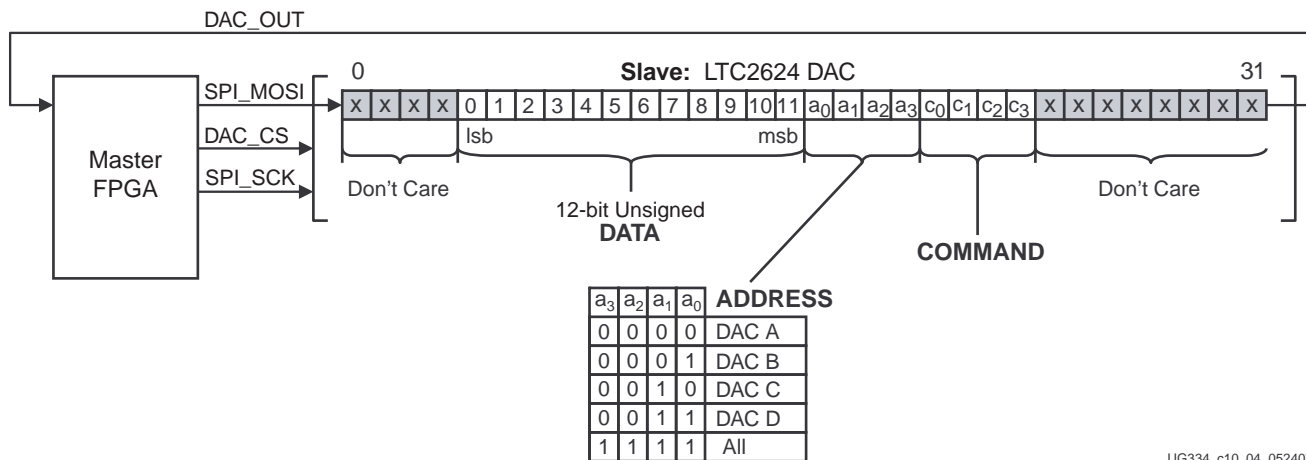 DAC_OUT
0 Slave: LTC2624 DAC 31
SPI_MOSI
x x x x 0 1 2 3 4 5 6 7 8 9 10 11 a0 a1 a2 a3 c0 c1 c2 c3 x x x x x x x x
lsb msb
DAC_CS
Master
FPGA
SPI_SCK
Don't Care
Don't Care
12-bit Unsigned
DATA
COMMAND
a3 a2 a1 a0 ADDRESS
0 0 0 0 DAC A
0 0 0 1 DAC B
0 0 1 0 DAC C
0 0 1 1 DAC D
1 1 1 1 All
UG334_c10_04_05240